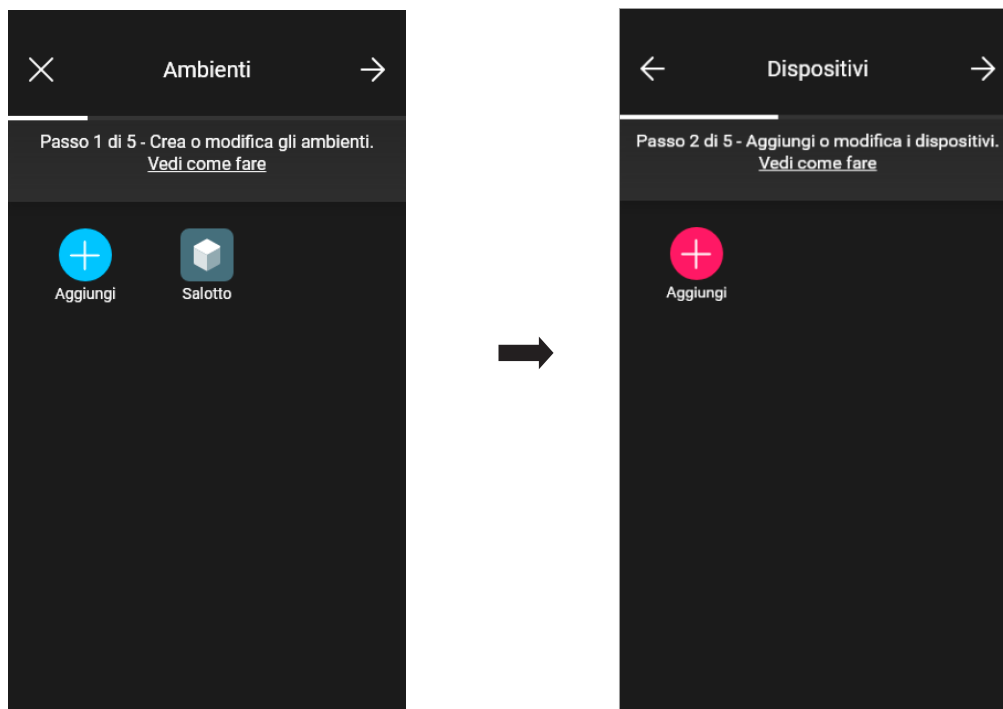 Ambienti
Passo 1 di 5 - Crea o modifica gli ambienti.
Vedi come fare
Aggiungi
Salotto
Dispositivi
Passo 2 di 5 - Aggiungi o modifica i dispositivi.
Vedi come fare
Aggiungi